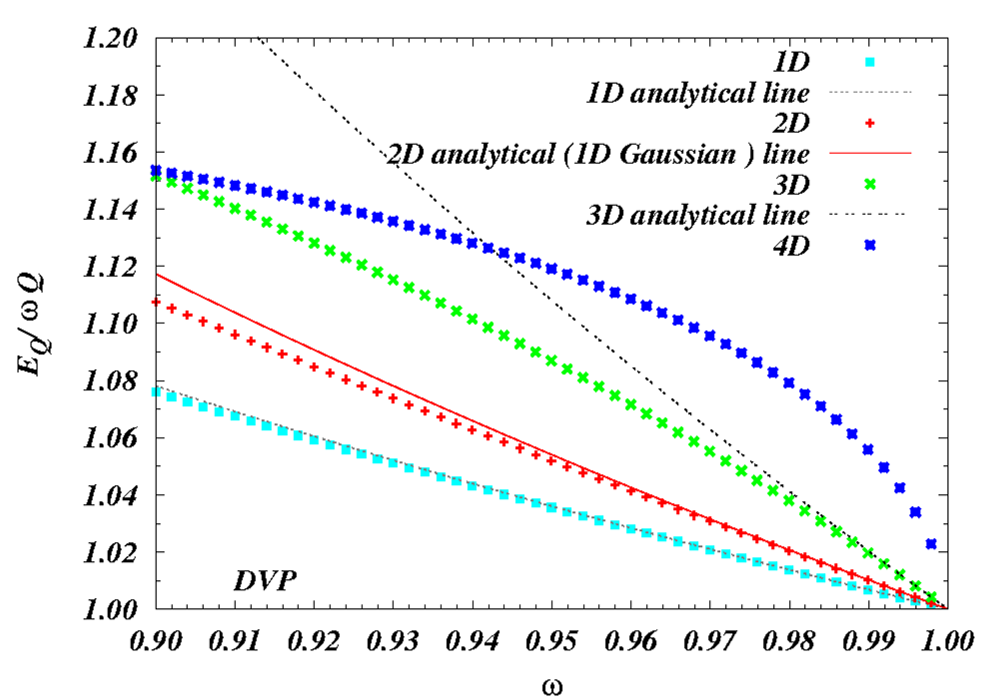 1.20
1.18
1.16
1.14
1.12
1.10
1.08
1.06
1.04
1.02
1.00
E_Q/ωQ
1D
1D analytical line
2D
2D analytical (1D Gaussian ) line
3D
3D analytical line
4D
DVP
0.90 0.91 0.92 0.93 0.94 0.95 0.96 0.97 0.98 0.99 1.00
ω